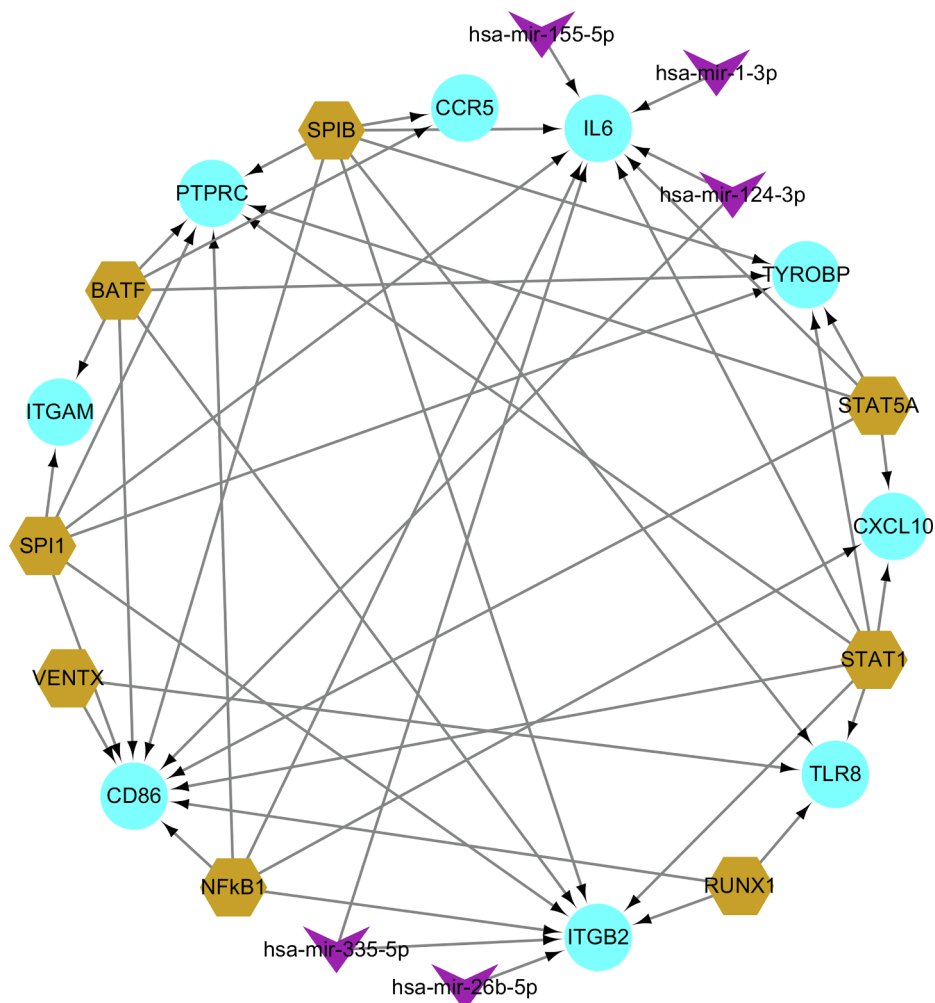 hsa-mir-155-5p
hsa-mir-1-3p
CCR5
SPIB
IL6
PTPRC
hsa-mir-124-3p
TYROBP
BATF
STAT5A
ITGAM
CXCL10
SPI1
STAT1
VENTX
TLR8
CD86
NFkB1
RUNX1
ITGB2
hsa-mir-335-5p
hsa-mir-26b-5p